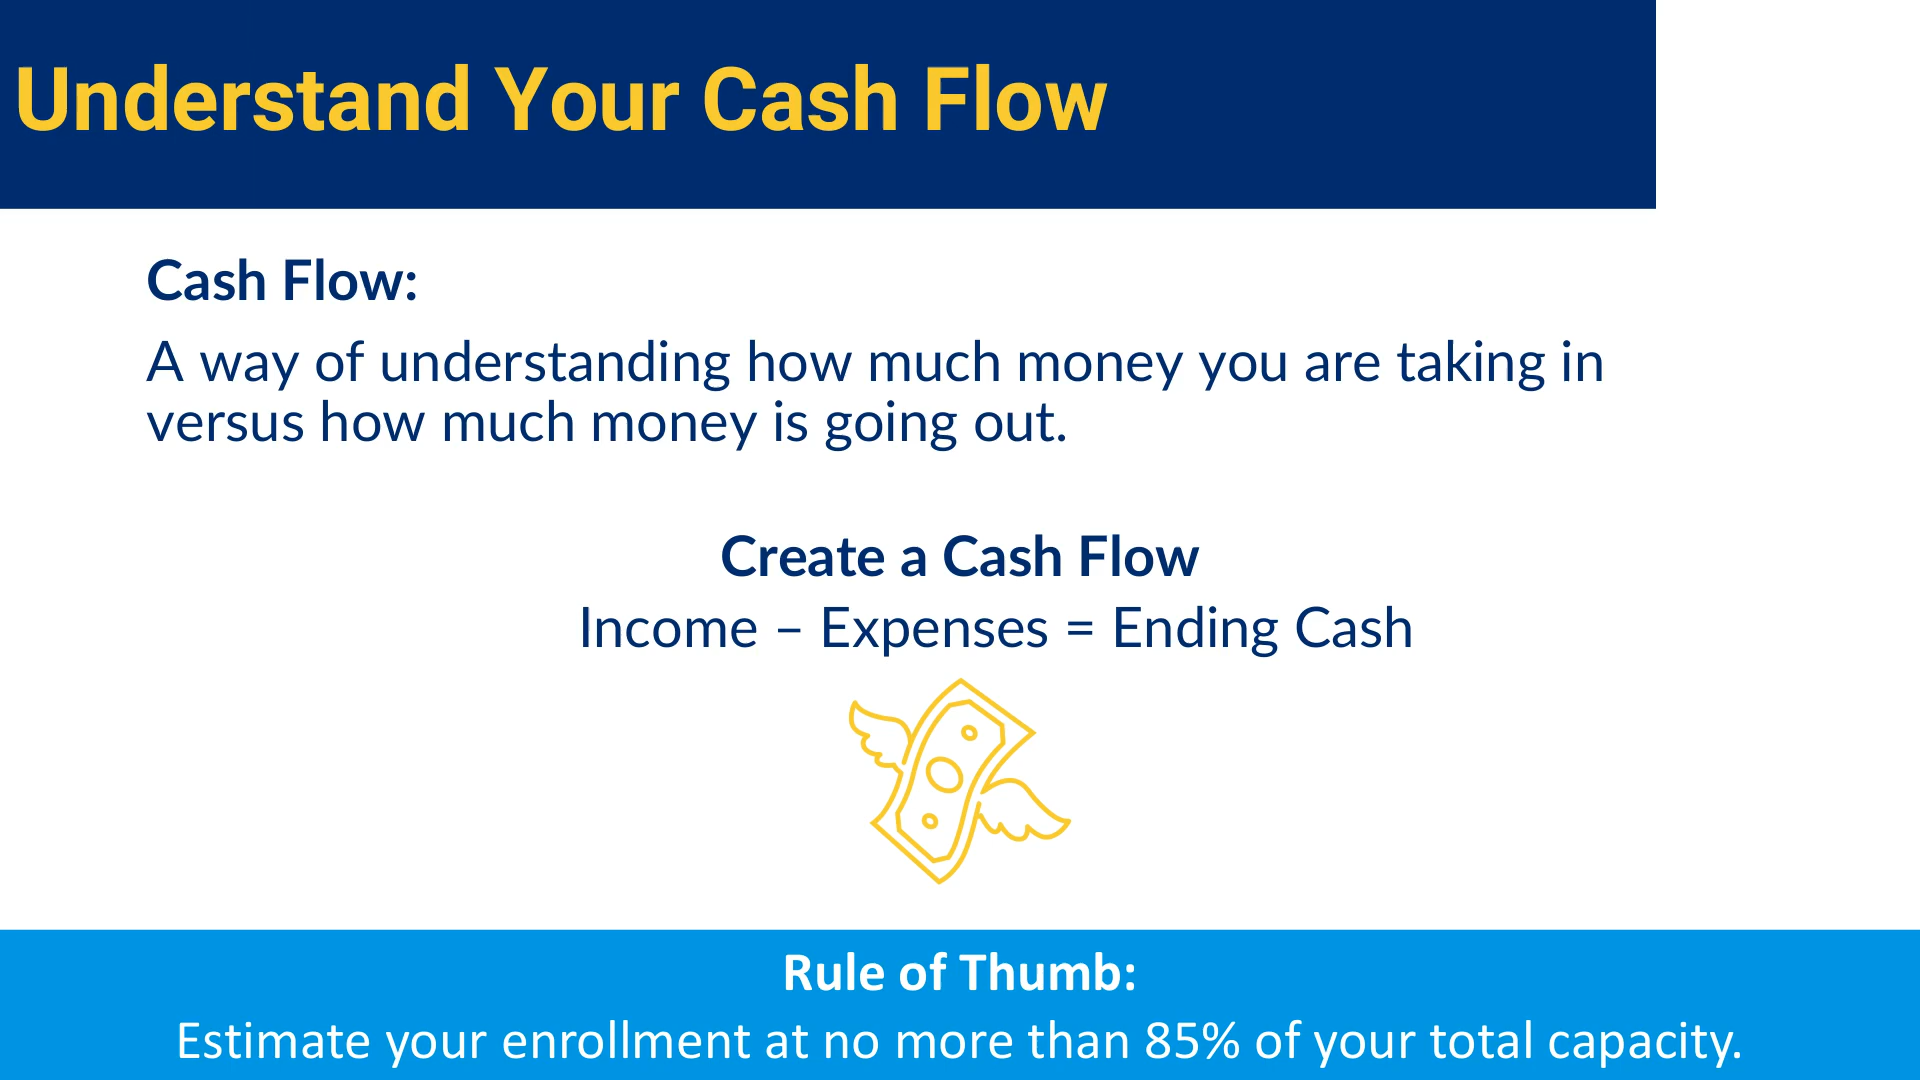 Understand Your Cash Flow
Cash Flow:
A way of understanding how much money you are taking in
versus how much money is going out.
Create a Cash Flow
Income – Expenses = Ending Cash
Rule of Thumb:
Estimate your enrollment at no more than 85% of your total capacity.